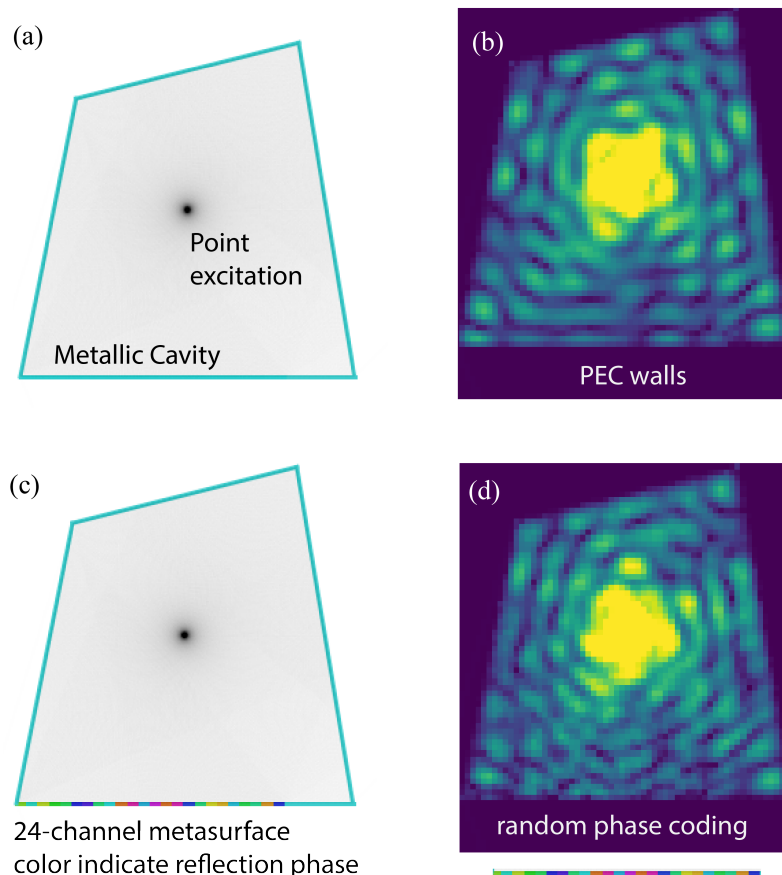 (a)
Point
excitation
Metallic Cavity
(b)
PEC walls
(c)
24-channel metasurface
color indicate reflection phase
(d)
random phase coding